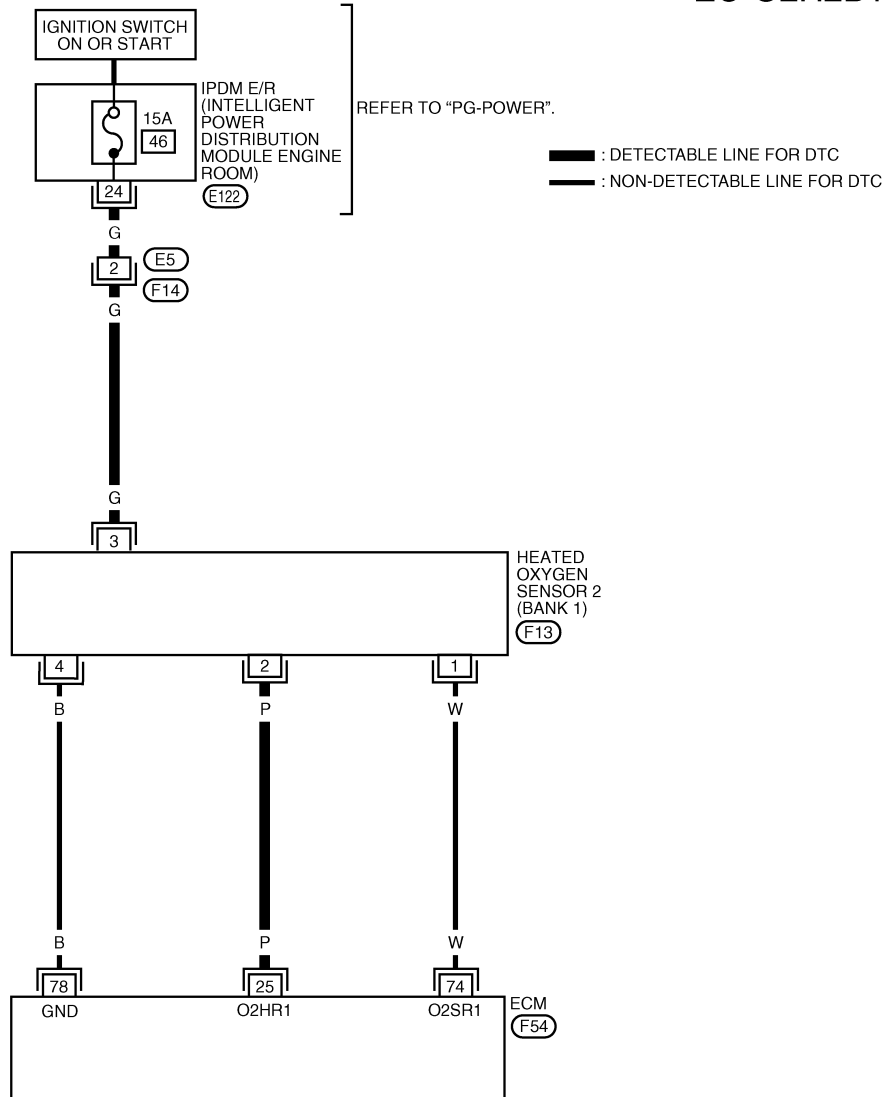 IGNITION SWITCH
ON OR START
IPDM E/R
(INTELLIGENT
POWER
DISTRIBUTION
MODULE ENGINE
ROOM)
E122
15A
46
REFER TO “PG-POWER”.
: DETECTABLE LINE FOR DTC
: NON-DETECTABLE LINE FOR DTC
24
G
2
E5
F14
G
G
3
HEATED
OXYGEN
SENSOR 2
(BANK 1)
F13
4 2 1
B P W
B P W
78 25 74
GND O2HR1 O2SR1
ECM
F54